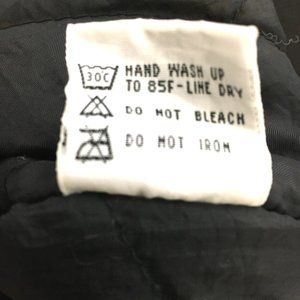 30C HAND WASH UP
TO 85F-LINE DRY
DO NOT BLEACH
DO NOT IRON